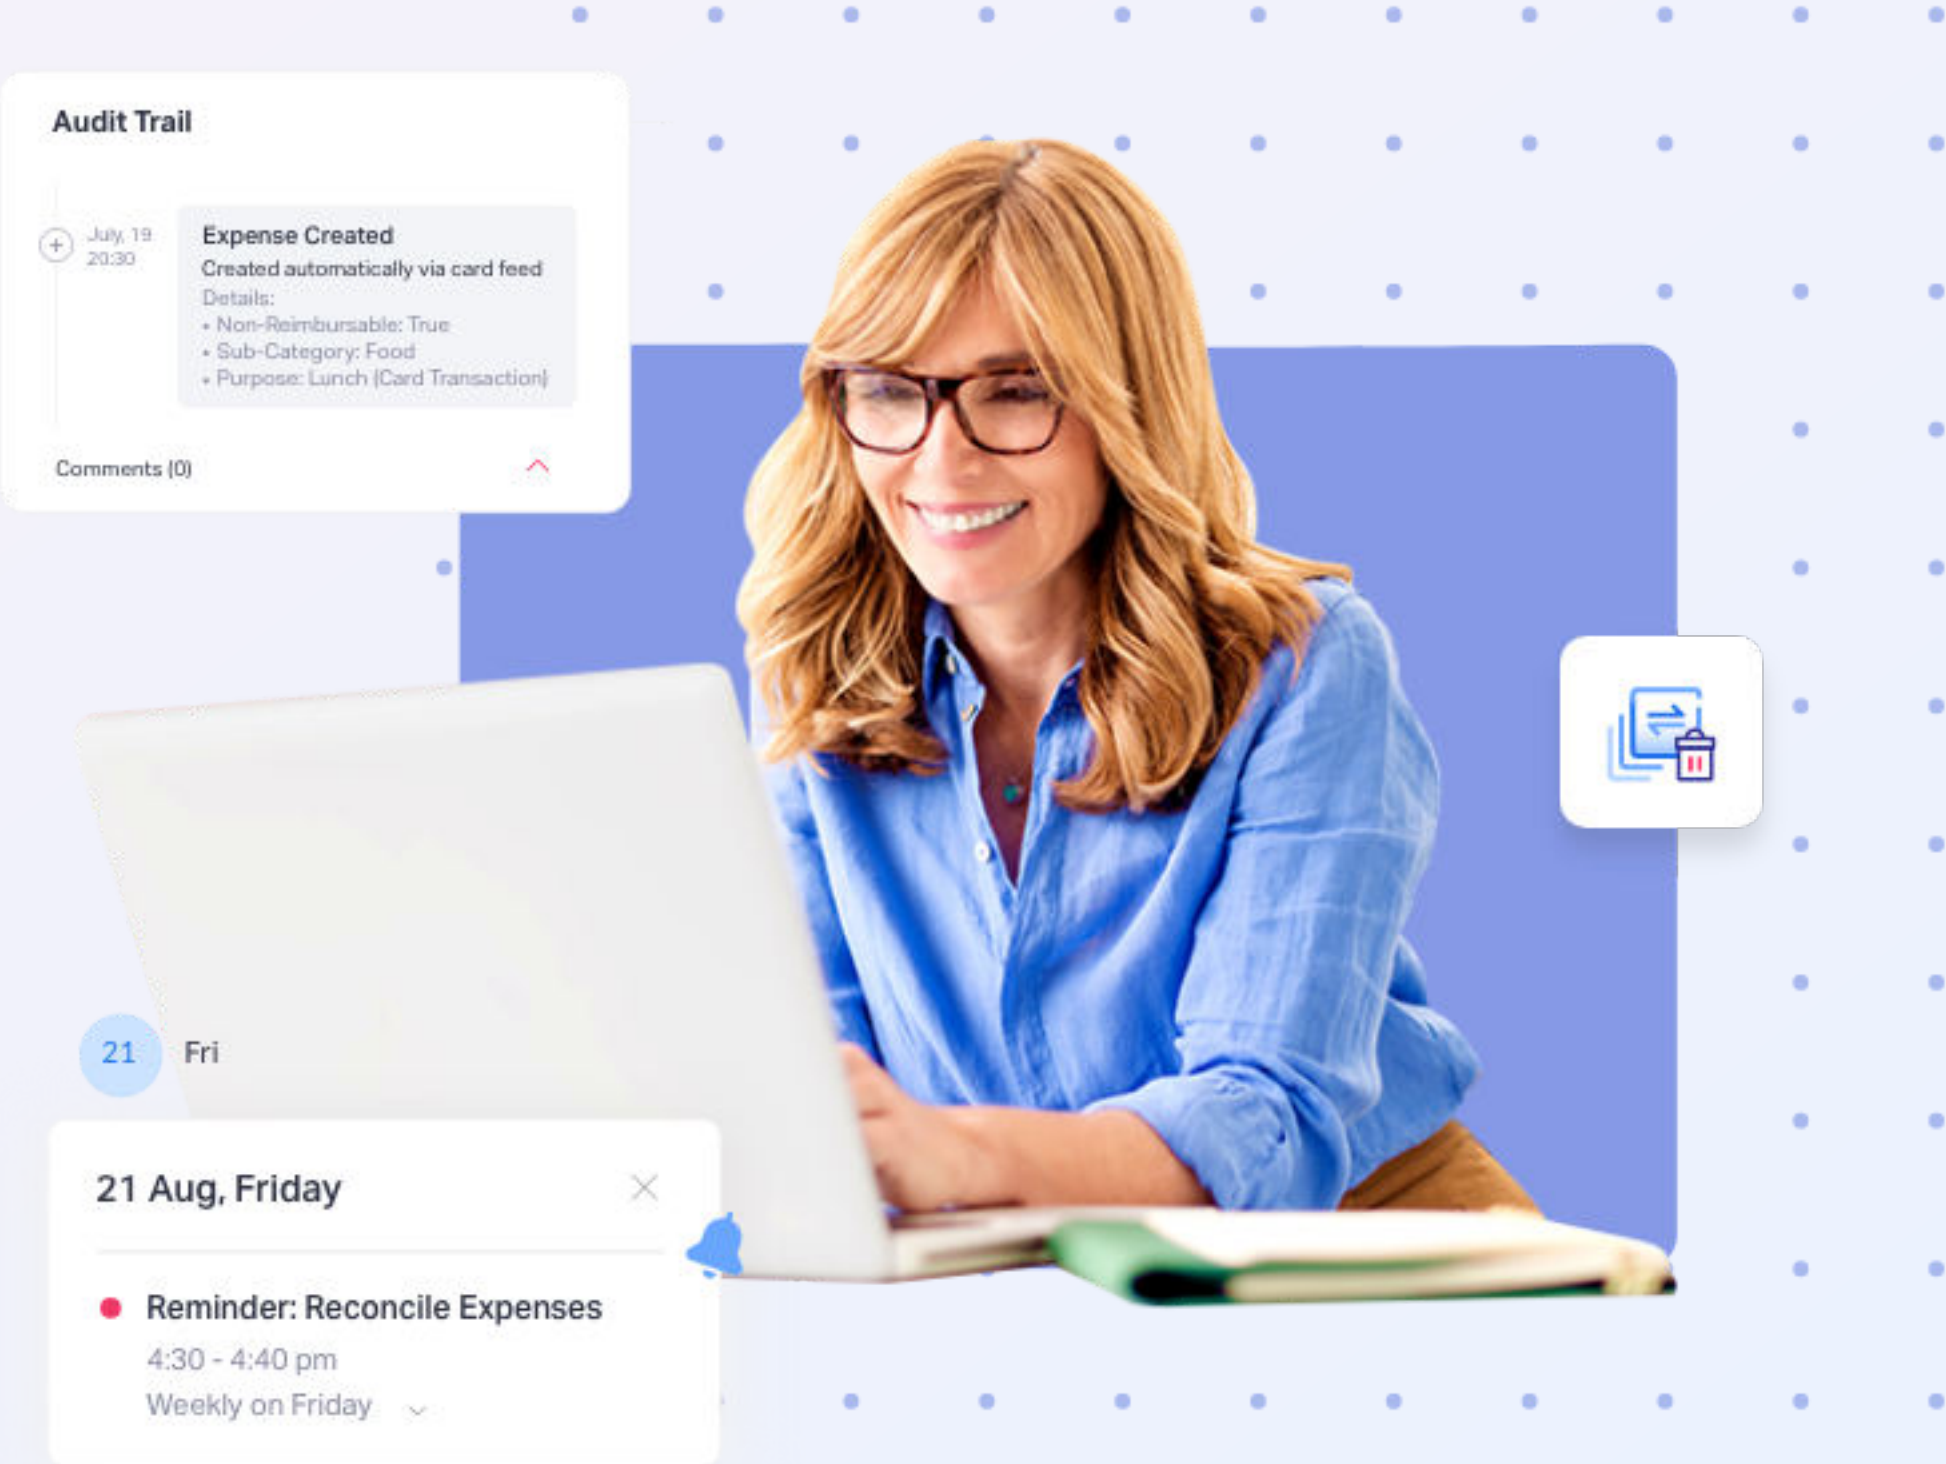 Audit Trail
July, 19
20:30
Expense Created
Created automatically via card feed
Details:
• Non-Reimbursable: True
• Sub-Category: Food
• Purpose: Lunch (Card Transaction)
Comments (0)
21 Fri
21 Aug, Friday
Reminder: Reconcile Expenses
4:30 - 4:40 pm
Weekly on Friday